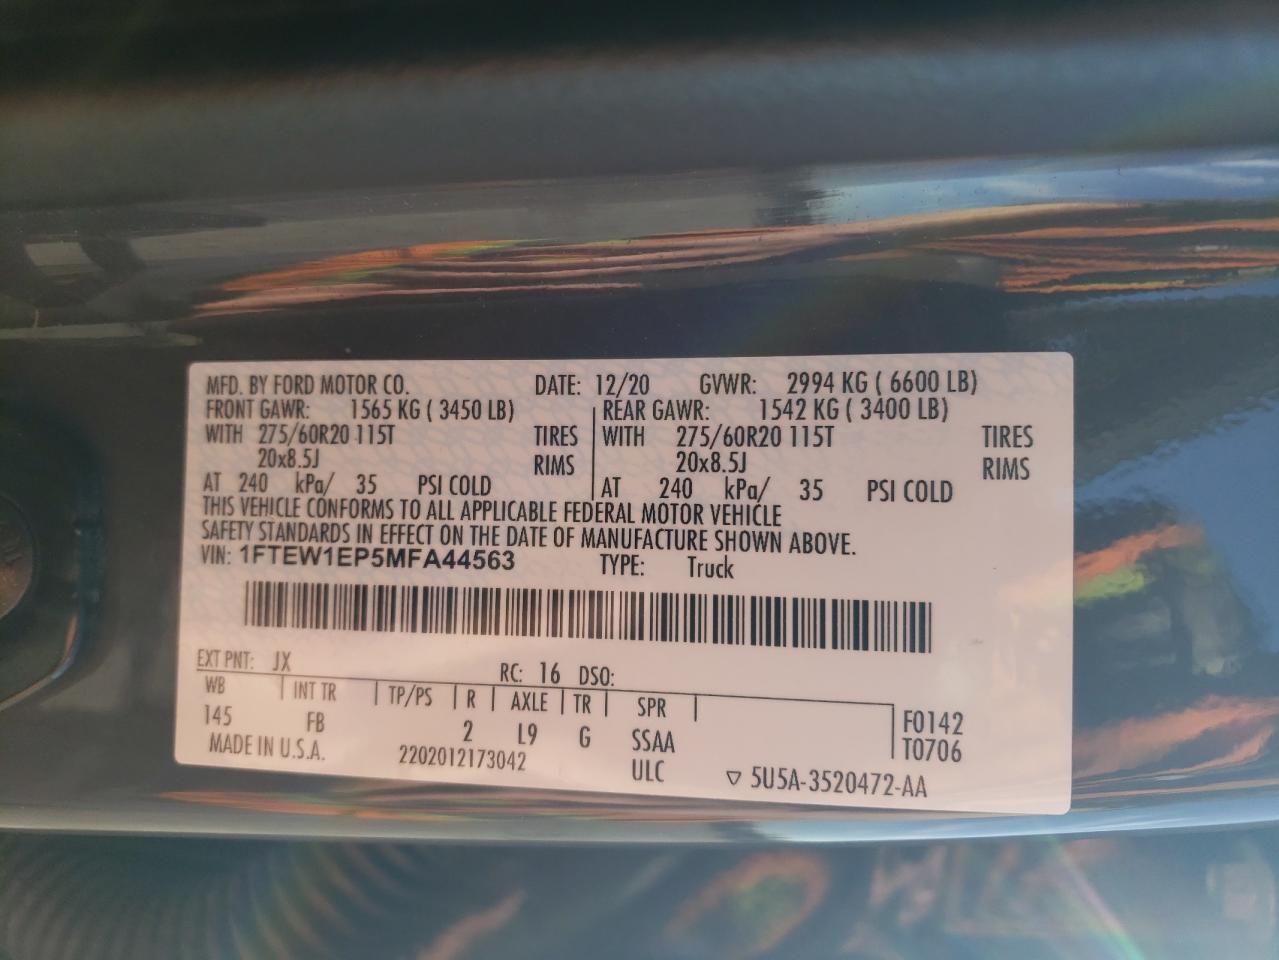 MFD. BY FORD MOTOR CO. DATE: 12/20 GVWR: 2994 KG ( 6600 LB)
FRONT GAWR: 1565 KG ( 3450 LB) REAR GAWR: 1542 KG ( 3400 LB)
WITH 275/60R20 115T TIRES WITH 275/60R20 115T TIRES
20x8.5J RIMS 20x8.5J RIMS
AT 240 kPa/ 35 PSI COLD AT 240 kPa/ 35 PSI COLD
THIS VEHICLE CONFORMS TO ALL APPLICABLE FEDERAL MOTOR VEHICLE
SAFETY STANDARDS IN EFFECT ON THE DATE OF MANUFACTURE SHOWN ABOVE.
VIN: 1FTEW1EP5MFA44563 TYPE: Truck
EXT PNT: JX RC: 16 DSO:
WB INT TR TP/PS R AXLE TR SPR
145 FB 2 L9 G SSAA F0142
MADE IN U.S.A. 2202012173042 ULC T0706
▽ 5U5A-3520472-AA